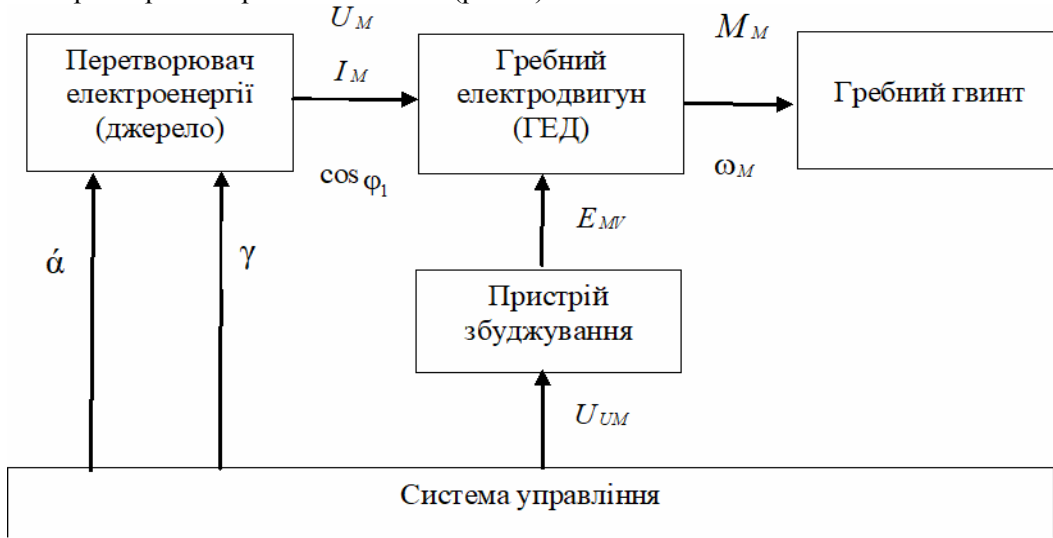 U_M
M_M
Перетворювач
електроенергії
(джерело)
I_M
Гребний
електродвигун
(ГЕД)
Гребний гвинт
cos φ₁
ω_M
E_MV
ά
γ
Пристрій
збуджування
U_UM
Система управління